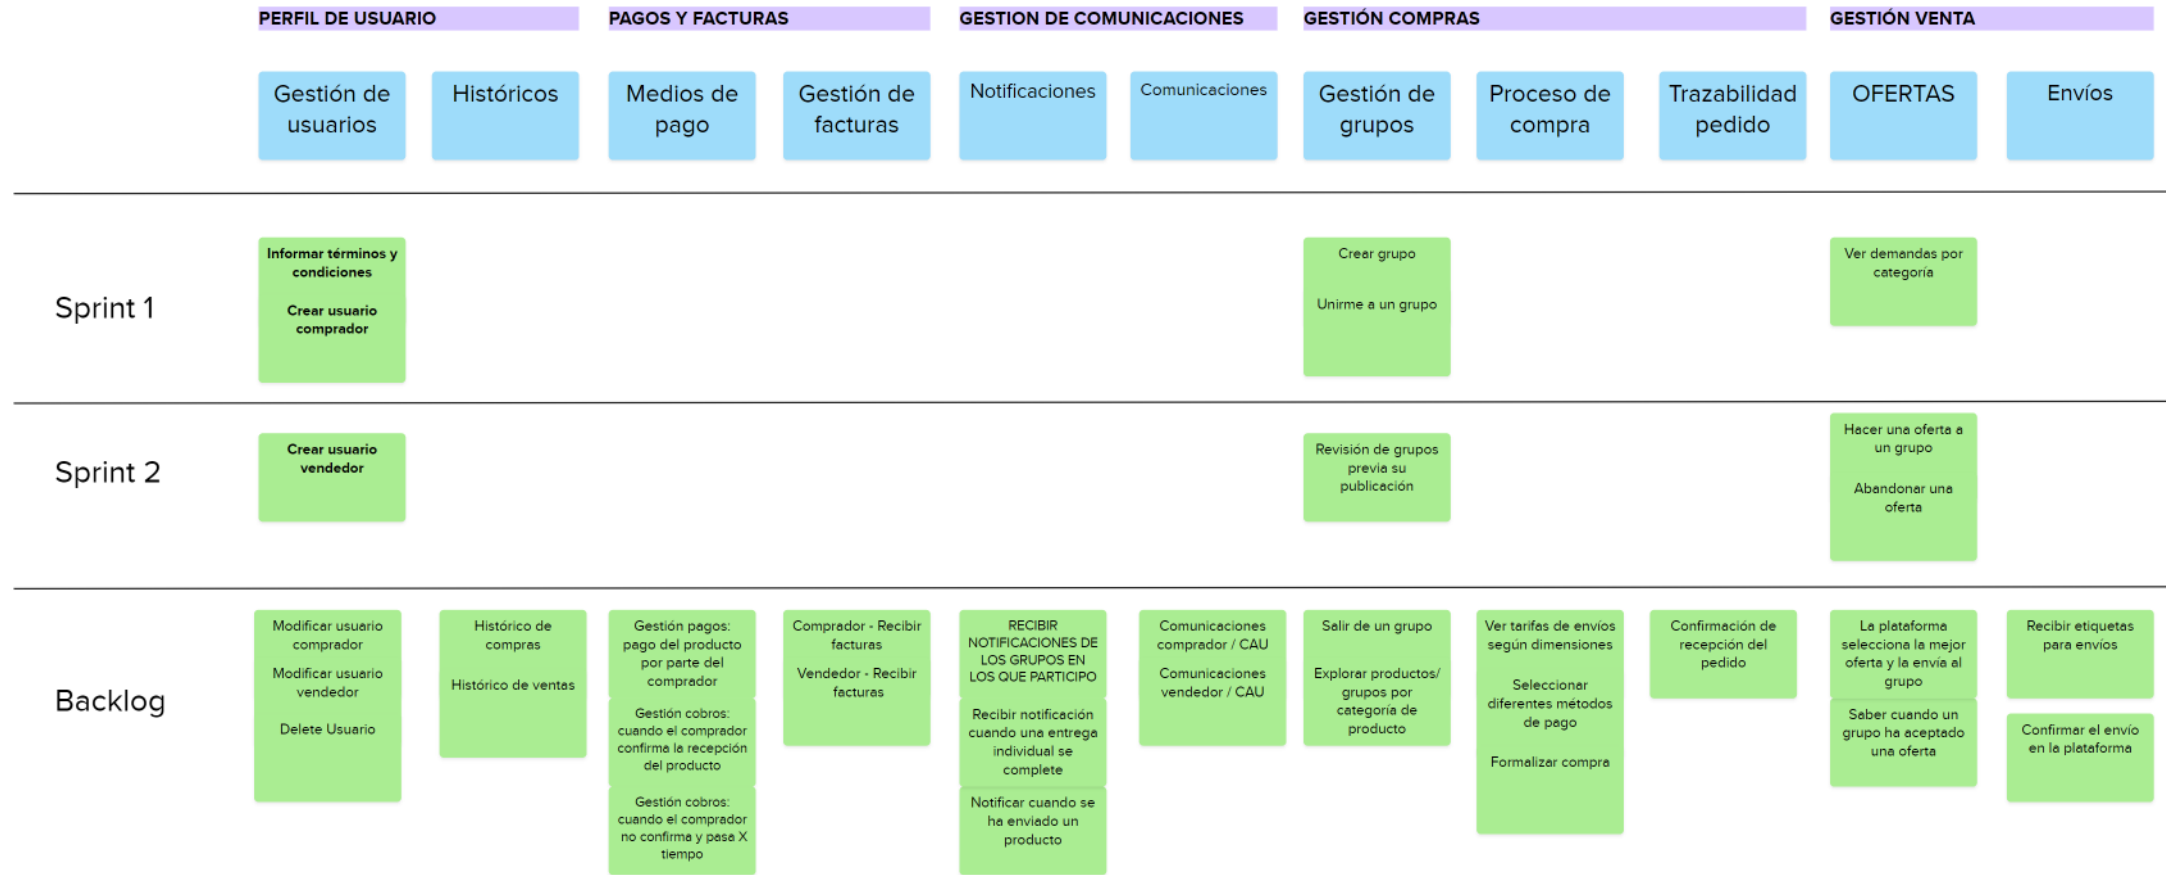 PERFIL DE USUARIO
PAGOS Y FACTURAS
GESTION DE COMUNICACIONES
GESTIÓN COMPRAS
GESTIÓN VENTA
Gestión de
usuarios
Históricos
Medios de
pago
Gestión de
facturas
Notificaciones
Comunicaciones
Gestión de
grupos
Proceso de
compra
Trazabilidad
pedido
OFERTAS
Envíos
Sprint 1
Informar términos y
condiciones
Crear usuario
comprador
Crear grupo
Unirme a un grupo
Ver demandas por
categoría
Sprint 2
Crear usuario
vendedor
Revisión de grupos
previa su
publicación
Hacer una oferta a
un grupo
Abandonar una
oferta
Backlog
Modificar usuario
comprador
Modificar usuario
vendedor
Delete Usuario
Histórico de
compras
Histórico de ventas
Gestión pagos:
pago del producto
por parte del
comprador
Gestión cobros:
cuando el comprador
confirma la recepción
del producto
Gestión cobros:
cuando el comprador
no confirma y pasa X
tiempo
Comprador - Recibir
facturas
Vendedor - Recibir
facturas
RECIBIR
NOTIFICACIONES DE
LOS GRUPOS EN
LOS QUE PARTICIPO
Recibir notificación
cuando una entrega
individual se
complete
Notificar cuando se
ha enviado un
producto
Comunicaciones
comprador / CAU
Comunicaciones
vendedor / CAU
Salir de un grupo
Explorar productos/
grupos por
categoría de
producto
Ver tarifas de envíos
según dimensiones
Seleccionar
diferentes métodos
de pago
Formalizar compra
Confirmación de
recepción del
pedido
La plataforma
selecciona la mejor
oferta y la envía al
grupo
Saber cuando un
grupo ha aceptado
una oferta
Recibir etiquetas
para envíos
Confirmar el envío
en la plataforma